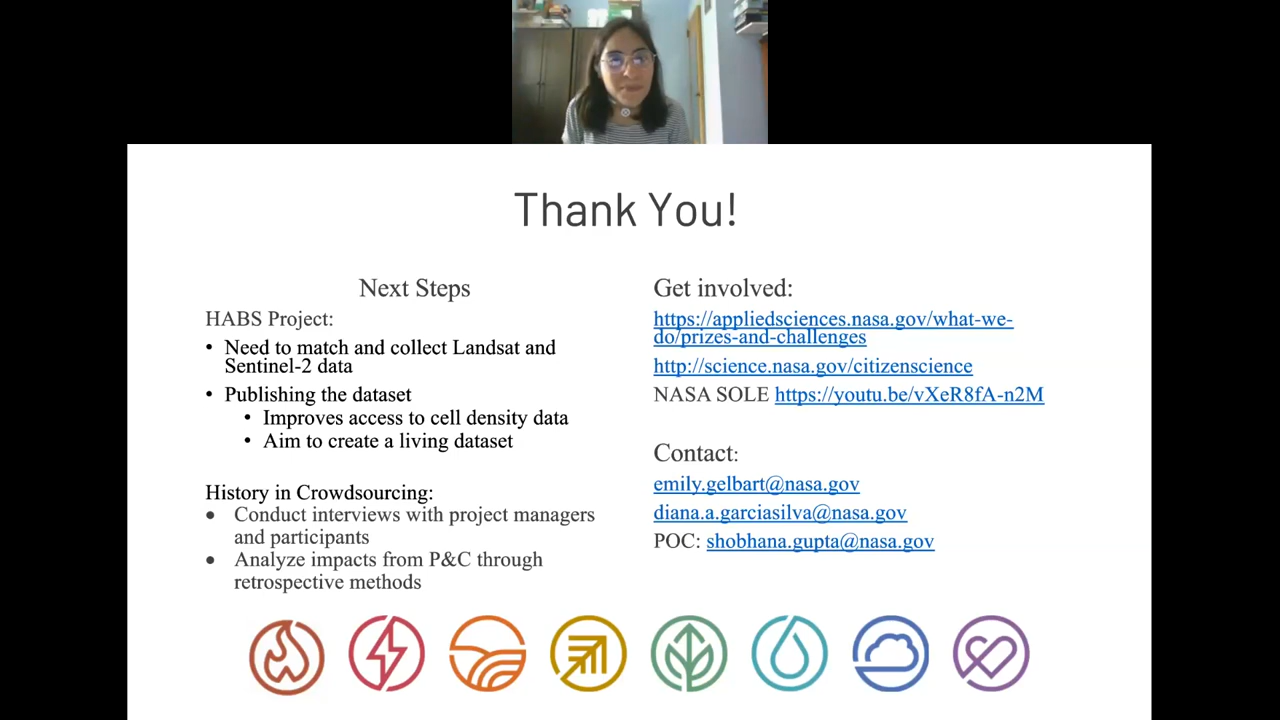 Thank You!
Next Steps
HABS Project:
• Need to match and collect Landsat and
Sentinel-2 data
• Publishing the dataset
• Improves access to cell density data
• Aim to create a living dataset
History in Crowdsourcing:
• Conduct interviews with project managers
and participants
• Analyze impacts from P&C through
retrospective methods
Get involved:
https://appliedsciences.nasa.gov/what-we-
do/prizes-and-challenges
http://science.nasa.gov/citizenscience
NASA SOLE https://youtu.be/vXeR8fA-n2M
Contact:
emily.gelbart@nasa.gov
diana.a.garciasilva@nasa.gov
POC: shobhana.gupta@nasa.gov